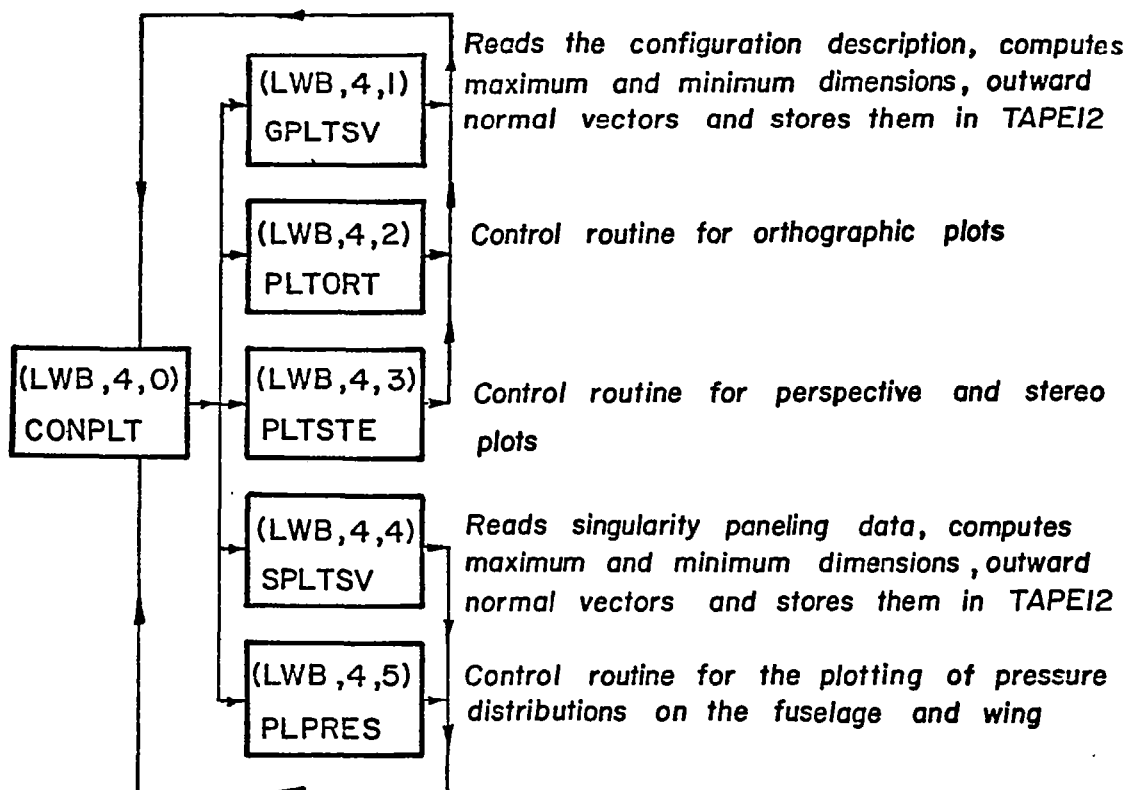 (LWB,4,1)
GPLTSV
Reads the configuration description, computes
maximum and minimum dimensions, outward
normal vectors and stores them in TAPE12
(LWB,4,2)
PLTORT
Control routine for orthographic plots
(LWB,4,0)
CONPLT
(LWB,4,3)
PLTSTE
Control routine for perspective and stereo
plots
(LWB,4,4)
SPLTSV
Reads singularity paneling data, computes
maximum and minimum dimensions, outward
normal vectors and stores them in TAPE12
(LWB,4,5)
PLPRES
Control routine for the plotting of pressure
distributions on the fuselage and wing